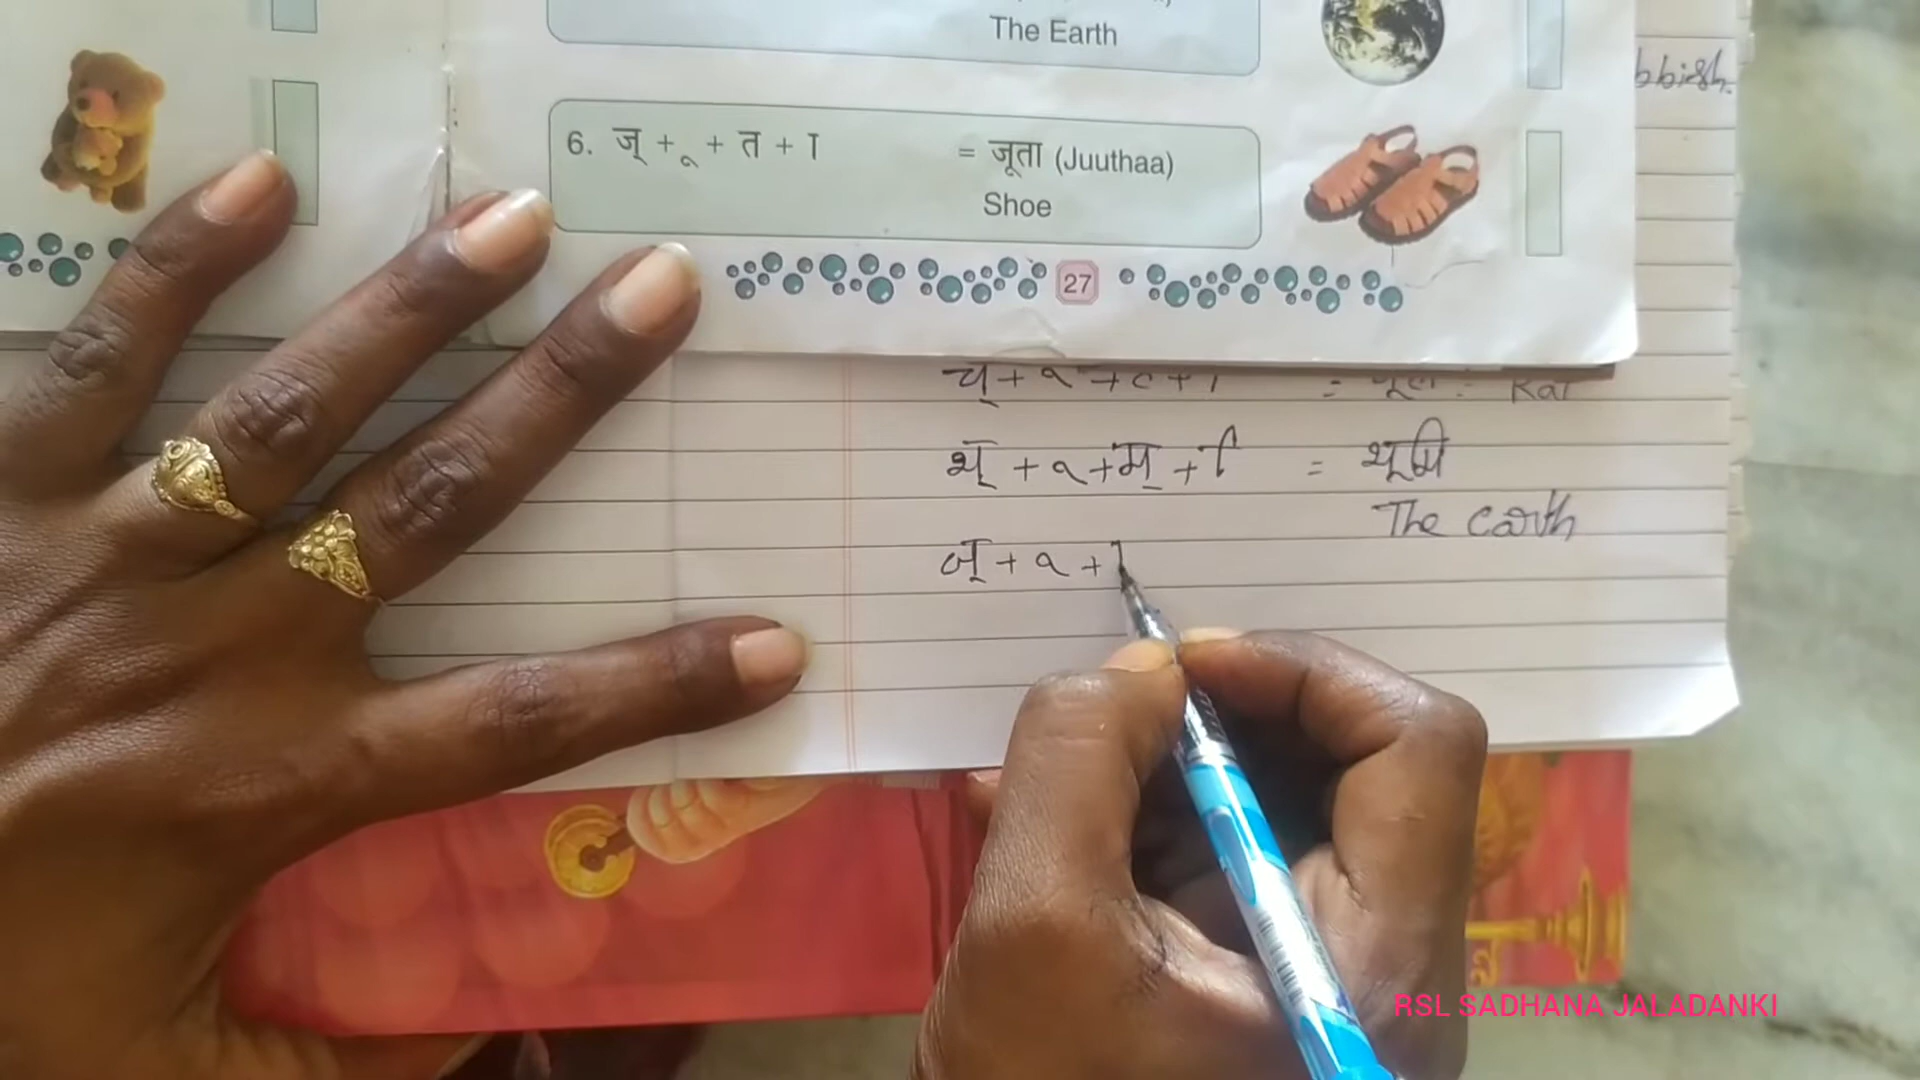 The Earth
6. ज् + ू + त + ा = जूता (Juuthaa)
Shoe
27
bbish.
भ् + ू + म् + ि = भूमि
The earth
ज् + ू +
RSL SADHANA JALADANKI